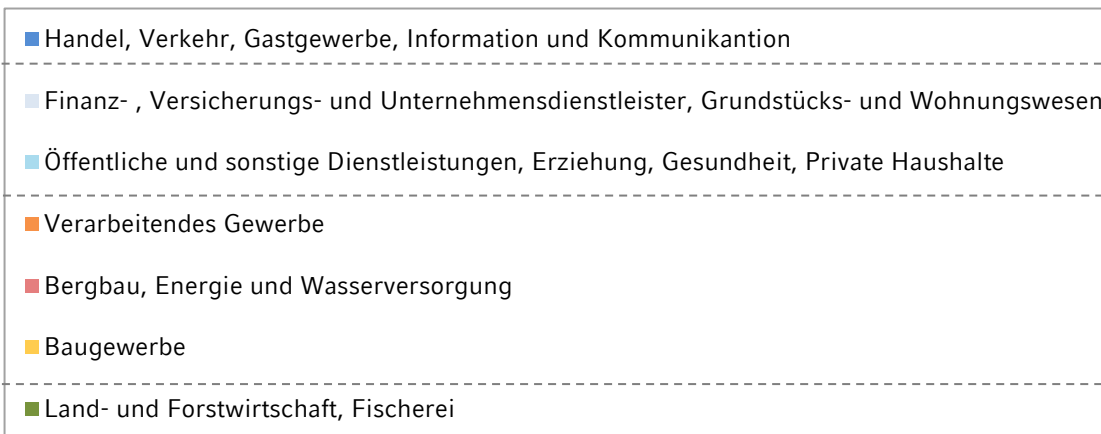 Handel, Verkehr, Gastgewerbe, Information und Kommunikantion
Finanz- , Versicherungs- und Unternehmensdienstleister, Grundstücks- und Wohnungswesen
Öffentliche und sonstige Dienstleistungen, Erziehung, Gesundheit, Private Haushalte
Verarbeitendes Gewerbe
Bergbau, Energie und Wasserversorgung
Baugewerbe
Land- und Forstwirtschaft, Fischerei